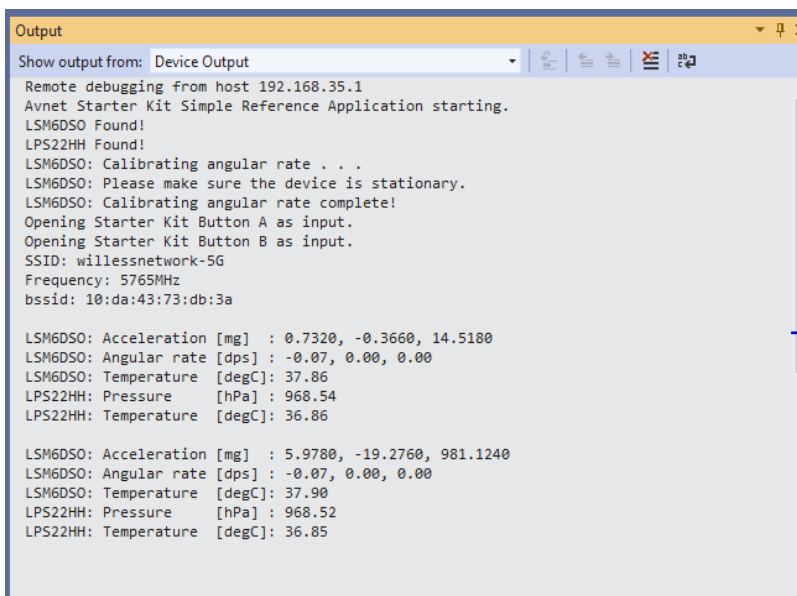 Output
Show output from: Device Output
Remote debugging from host 192.168.35.1
Avnet Starter Kit Simple Reference Application starting.
LSM6DSO Found!
LPS22HH Found!
LSM6DSO: Calibrating angular rate . . .
LSM6DSO: Please make sure the device is stationary.
LSM6DSO: Calibrating angular rate complete!
Opening Starter Kit Button A as input.
Opening Starter Kit Button B as input.
SSID: willessnetwork-5G
Frequency: 5765MHz
bssid: 10:da:43:73:db:3a
LSM6DSO: Acceleration [mg]  : 0.7320, -0.3660, 14.5180
LSM6DSO: Angular rate [dps] : -0.07, 0.00, 0.00
LSM6DSO: Temperature  [degC]: 37.86
LPS22HH: Pressure     [hPa] : 968.54
LPS22HH: Temperature  [degC]: 36.86
LSM6DSO: Acceleration [mg]  : 5.9780, -19.2760, 981.1240
LSM6DSO: Angular rate [dps] : -0.07, 0.00, 0.00
LSM6DSO: Temperature  [degC]: 37.90
LPS22HH: Pressure     [hPa] : 968.52
LPS22HH: Temperature  [degC]: 36.85